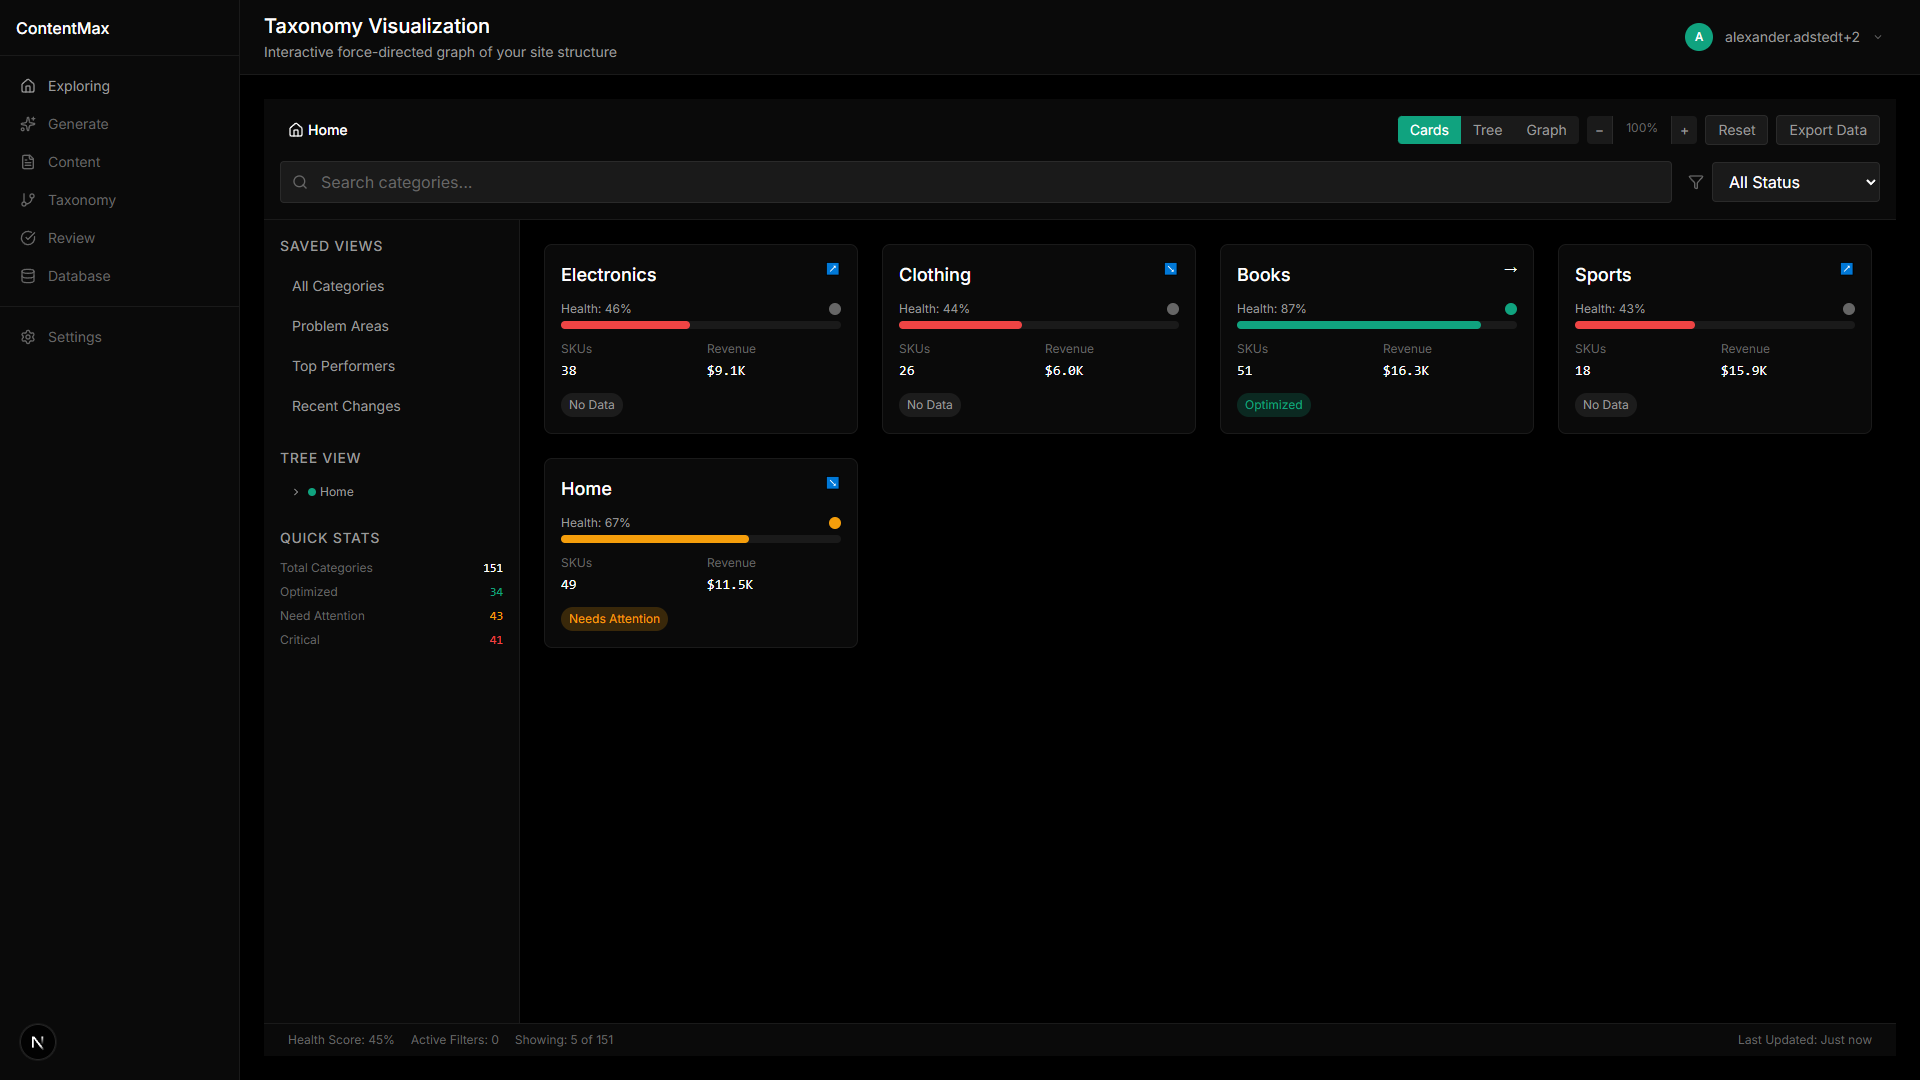 ContentMax
Exploring
Generate
Content
Taxonomy
Review
Database
Settings
N
Taxonomy Visualization
Interactive force-directed graph of your site structure
A
alexander.adstedt+2
Home
Cards
Tree
Graph
−
100%
+
Reset
Export Data
Search categories...
All Status
SAVED VIEWS
All Categories
Problem Areas
Top Performers
Recent Changes
TREE VIEW
Home
QUICK STATS
Total Categories 151
Optimized 34
Need Attention 43
Critical 41
Electronics ↗
Health: 46%
SKUs Revenue
38 $9.1K
No Data
Clothing ↘
Health: 44%
SKUs Revenue
26 $6.0K
No Data
Books →
Health: 87%
SKUs Revenue
51 $16.3K
Optimized
Sports ↗
Health: 43%
SKUs Revenue
18 $15.9K
No Data
Home ↘
Health: 67%
SKUs Revenue
49 $11.5K
Needs Attention
Health Score: 45% Active Filters: 0 Showing: 5 of 151
Last Updated: Just now